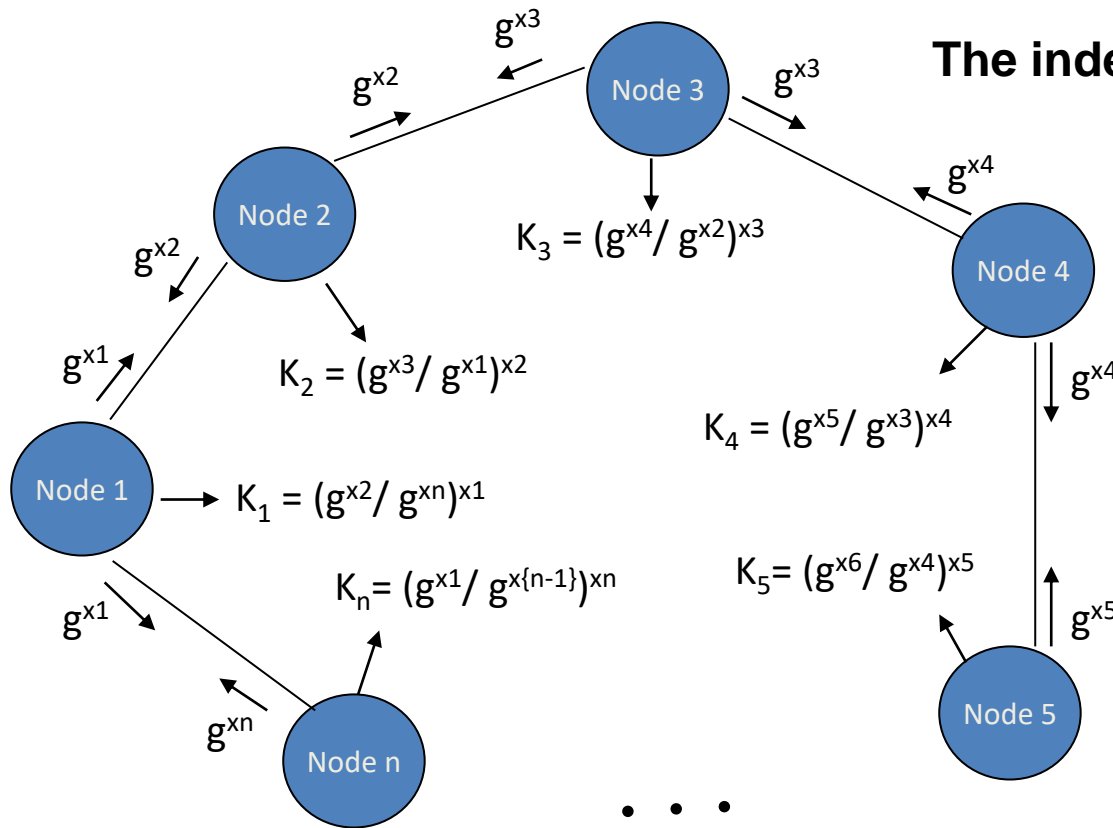 The inde
g^x3
g^x2
Node 3
g^x3
g^x4
Node 2
K_3 = (g^x4/ g^x2)^x3
Node 4
g^x2
g^x1
K_2 = (g^x3/ g^x1)^x2
g^x4
K_4 = (g^x5/ g^x3)^x4
Node 1
K_1 = (g^x2/ g^xn)^x1
K_n= (g^x1/ g^x{n-1})^xn
K_5= (g^x6/ g^x4)^x5
g^x1
g^x5
g^xn
Node 5
Node n
. . .